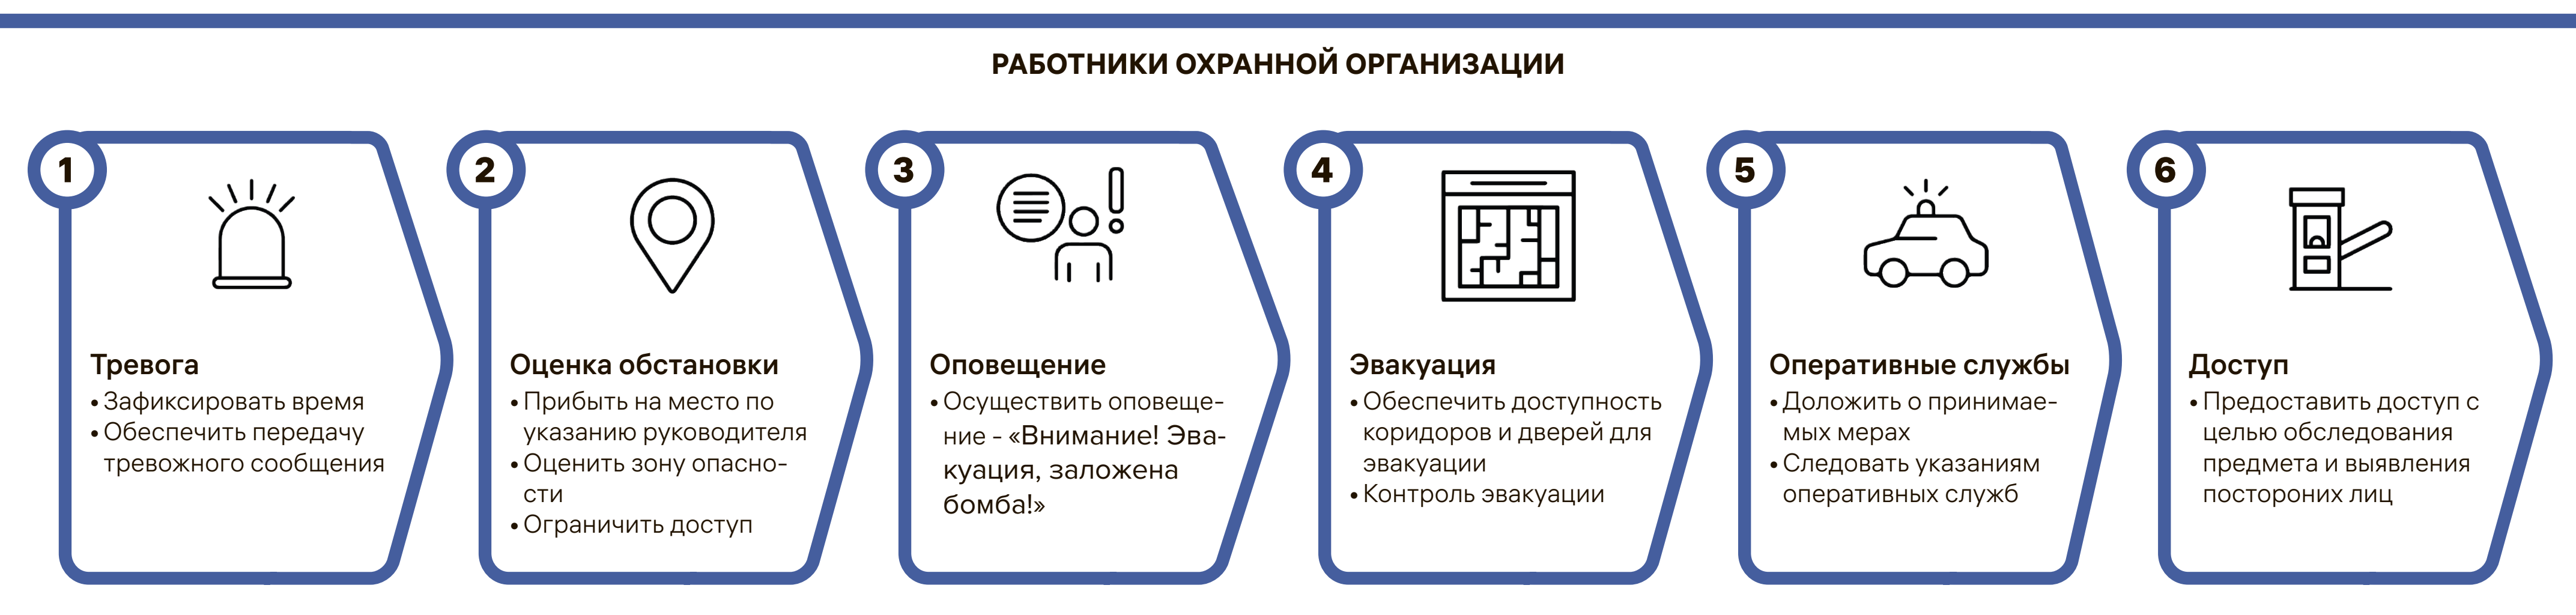 РАБОТНИКИ ОХРАННОЙ ОРГАНИЗАЦИИ
1
Тревога
• Зафиксировать время
• Обеспечить передачу
тревожного сообщения
2
Оценка обстановки
• Прибыть на место по
указанию руководителя
• Оценить зону опасно-
сти
• Ограничить доступ
3
Оповещение
• Осуществить оповеще-
ние - «Внимание! Эва-
куация, заложена
бомба!»
4
Эвакуация
• Обеспечить доступность
коридоров и дверей для
эвакуации
• Контроль эвакуации
5
Оперативные службы
• Доложить о принимае-
мых мерах
• Следовать указаниям
оперативных служб
6
Доступ
• Предоставить доступ с
целью обследования
предмета и выявления
постороних лиц